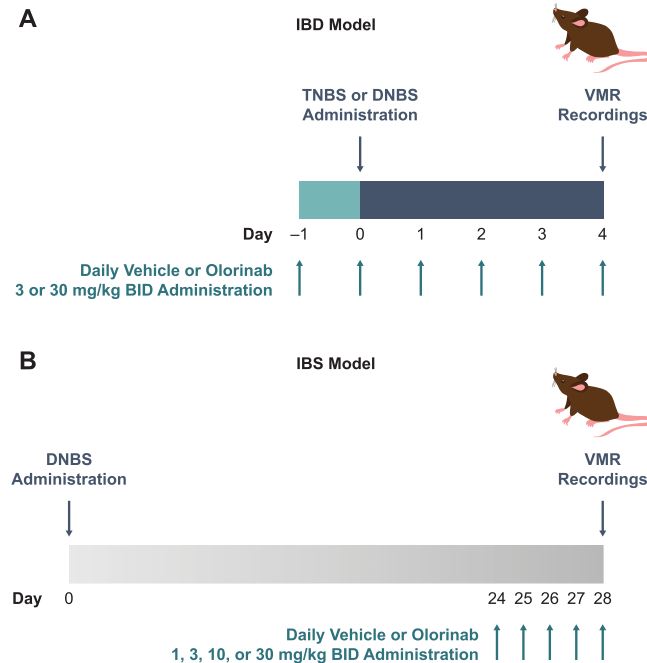 A
IBD Model
TNBS or DNBS
Administration
VMR
Recordings
Day –1 0 1 2 3 4
Daily Vehicle or Olorinab
3 or 30 mg/kg BID Administration
B
IBS Model
DNBS
Administration
VMR
Recordings
Day 0 24 25 26 27 28
Daily Vehicle or Olorinab
1, 3, 10, or 30 mg/kg BID Administration